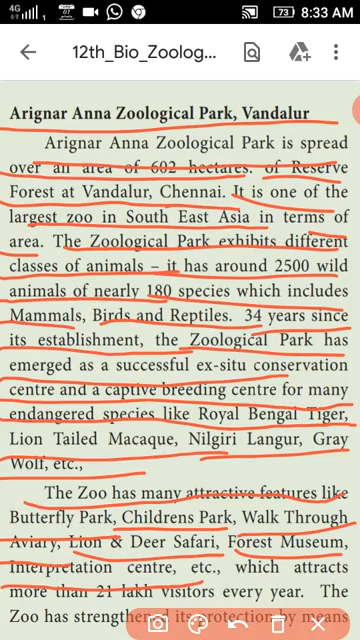 4G
73
8:33 AM
12th_Bio_Zoolog...
Arignar Anna Zoological Park, Vandalur
Arignar Anna Zoological Park is spread
over an area of 602 hectares. of Reserve
Forest at Vandalur, Chennai. It is one of the
largest zoo in South East Asia in terms of
area. The Zoological Park exhibits different
classes of animals – it has around 2500 wild
animals of nearly 180 species which includes
Mammals, Birds and Reptiles. 34 years since
its establishment, the Zoological Park has
emerged as a successful ex-situ conservation
centre and a captive breeding centre for many
endangered species like Royal Bengal Tiger,
Lion Tailed Macaque, Nilgiri Langur, Gray
Wolf, etc.,
The Zoo has many attractive features like
Butterfly Park, Childrens Park, Walk Through
Aviary, Lion & Deer Safari, Forest Museum,
Interpretation centre, etc., which attracts
more than 21 lakh visitors every year. The
Zoo has strengthened its protection by means